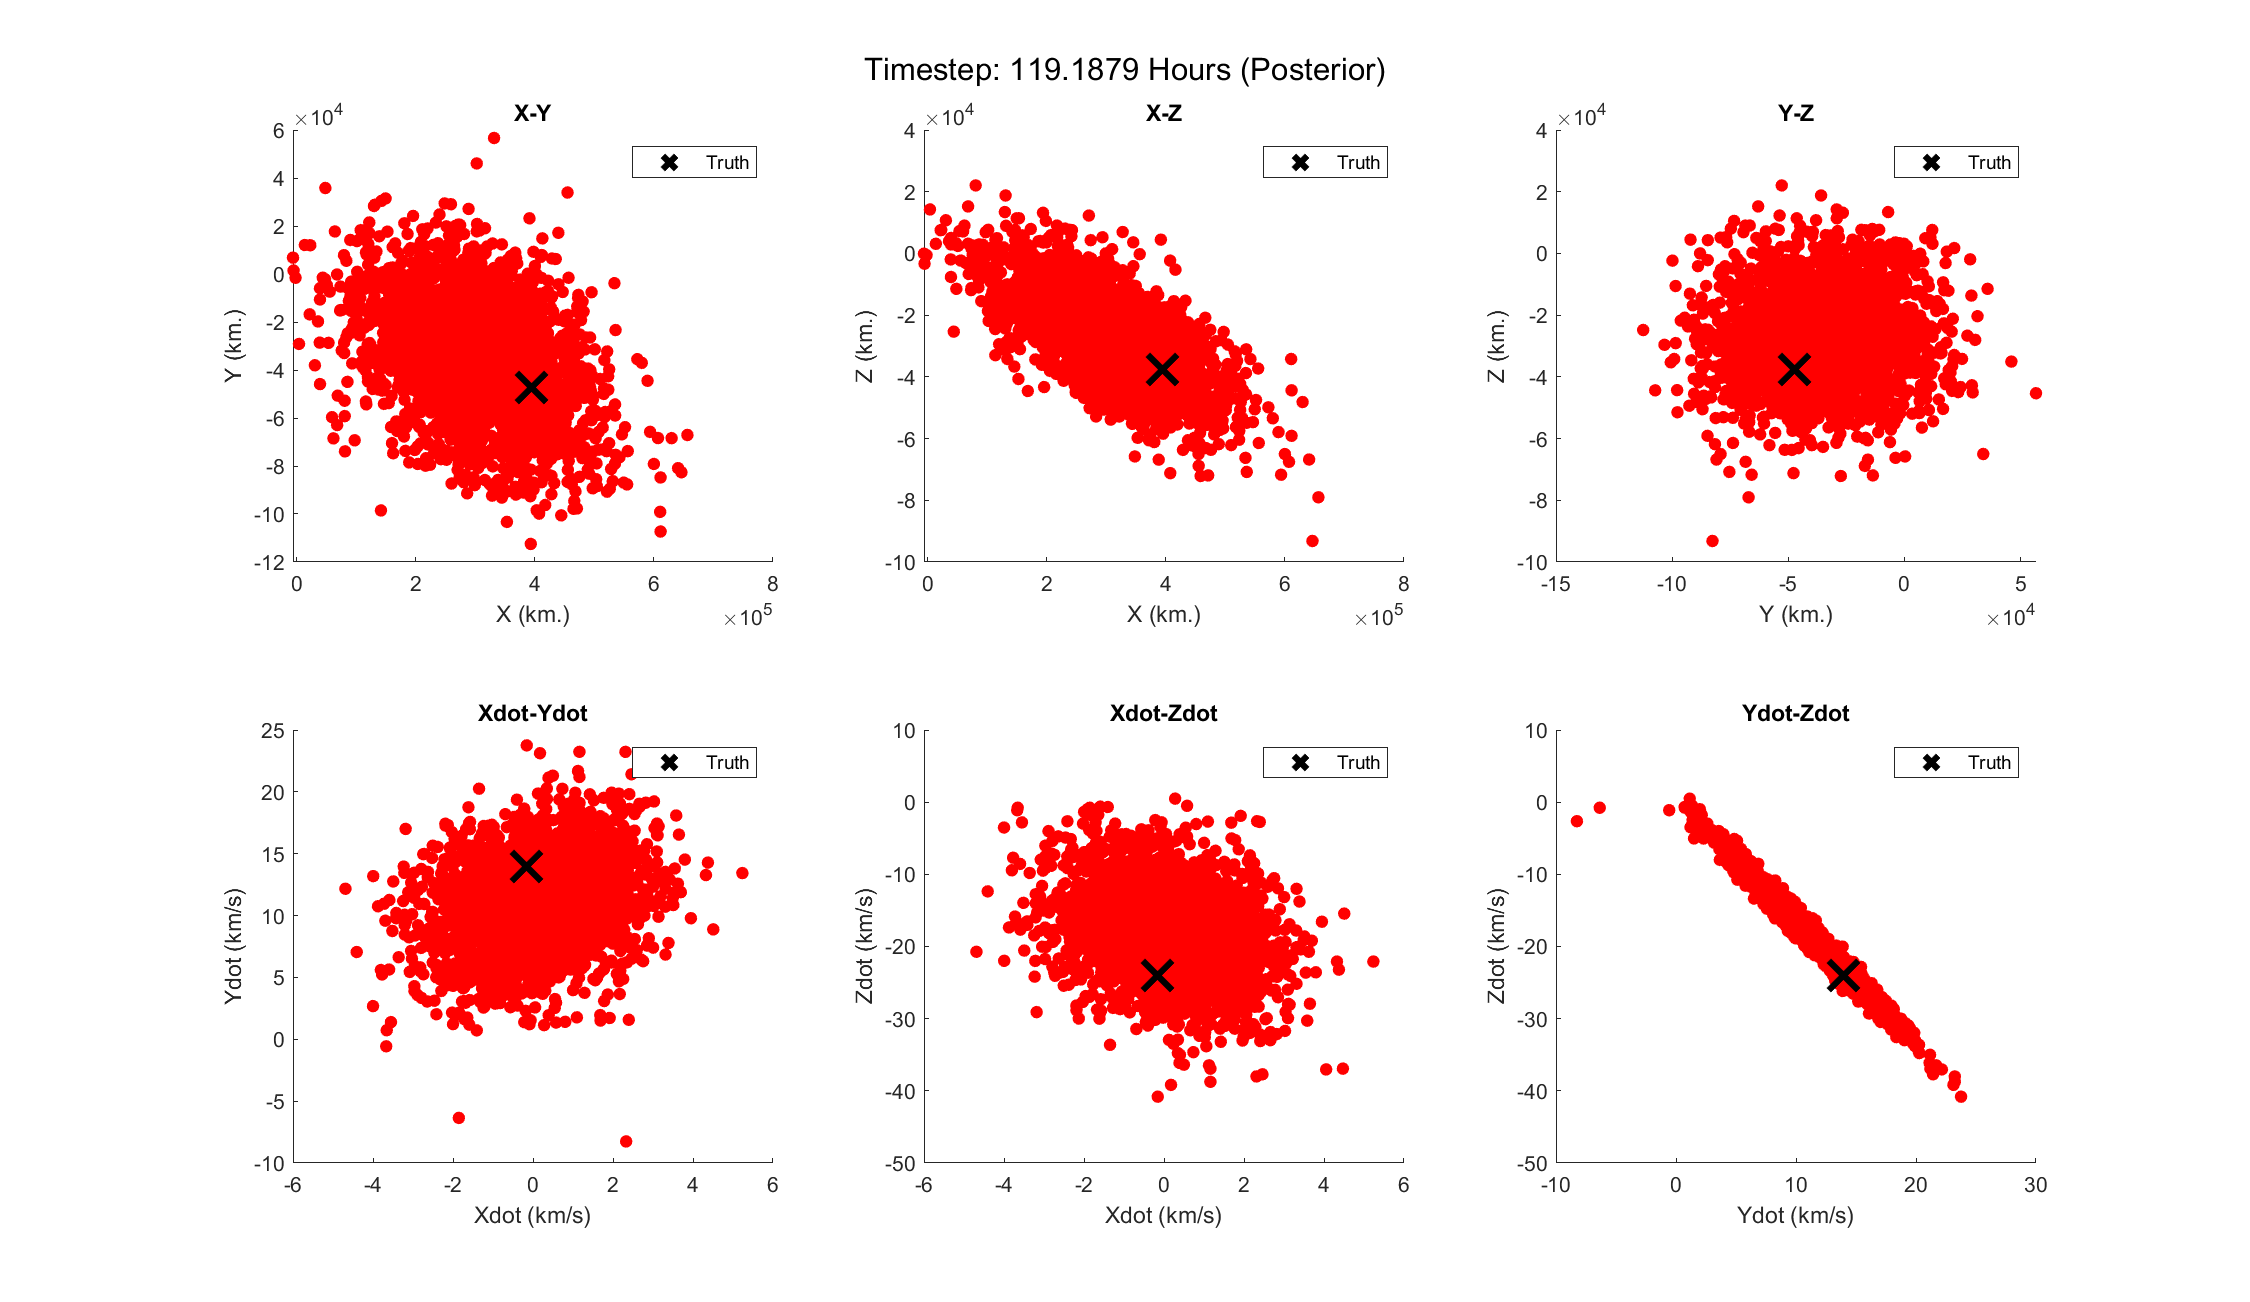 Timestep: 119.1879 Hours (Posterior)
X-Y
×10^4
6
4
2
0
-2
-4
-6
-8
-10
-12
Y (km.)
0 2 4 6 8
X (km.)
×10^5
Truth
X-Z
×10^4
4
2
0
-2
-4
-6
-8
-10
Z (km.)
0 2 4 6 8
X (km.)
×10^5
Truth
Y-Z
×10^4
4
2
0
-2
-4
-6
-8
-10
Z (km.)
-15 -10 -5 0 5
Y (km.)
×10^4
Truth
Xdot-Ydot
25
20
15
10
5
0
-5
-10
Ydot (km/s)
-6 -4 -2 0 2 4 6
Xdot (km/s)
Truth
Xdot-Zdot
10
0
-10
-20
-30
-40
-50
Zdot (km/s)
-6 -4 -2 0 2 4 6
Xdot (km/s)
Truth
Ydot-Zdot
10
0
-10
-20
-30
-40
-50
Zdot (km/s)
-10 0 10 20 30
Ydot (km/s)
Truth